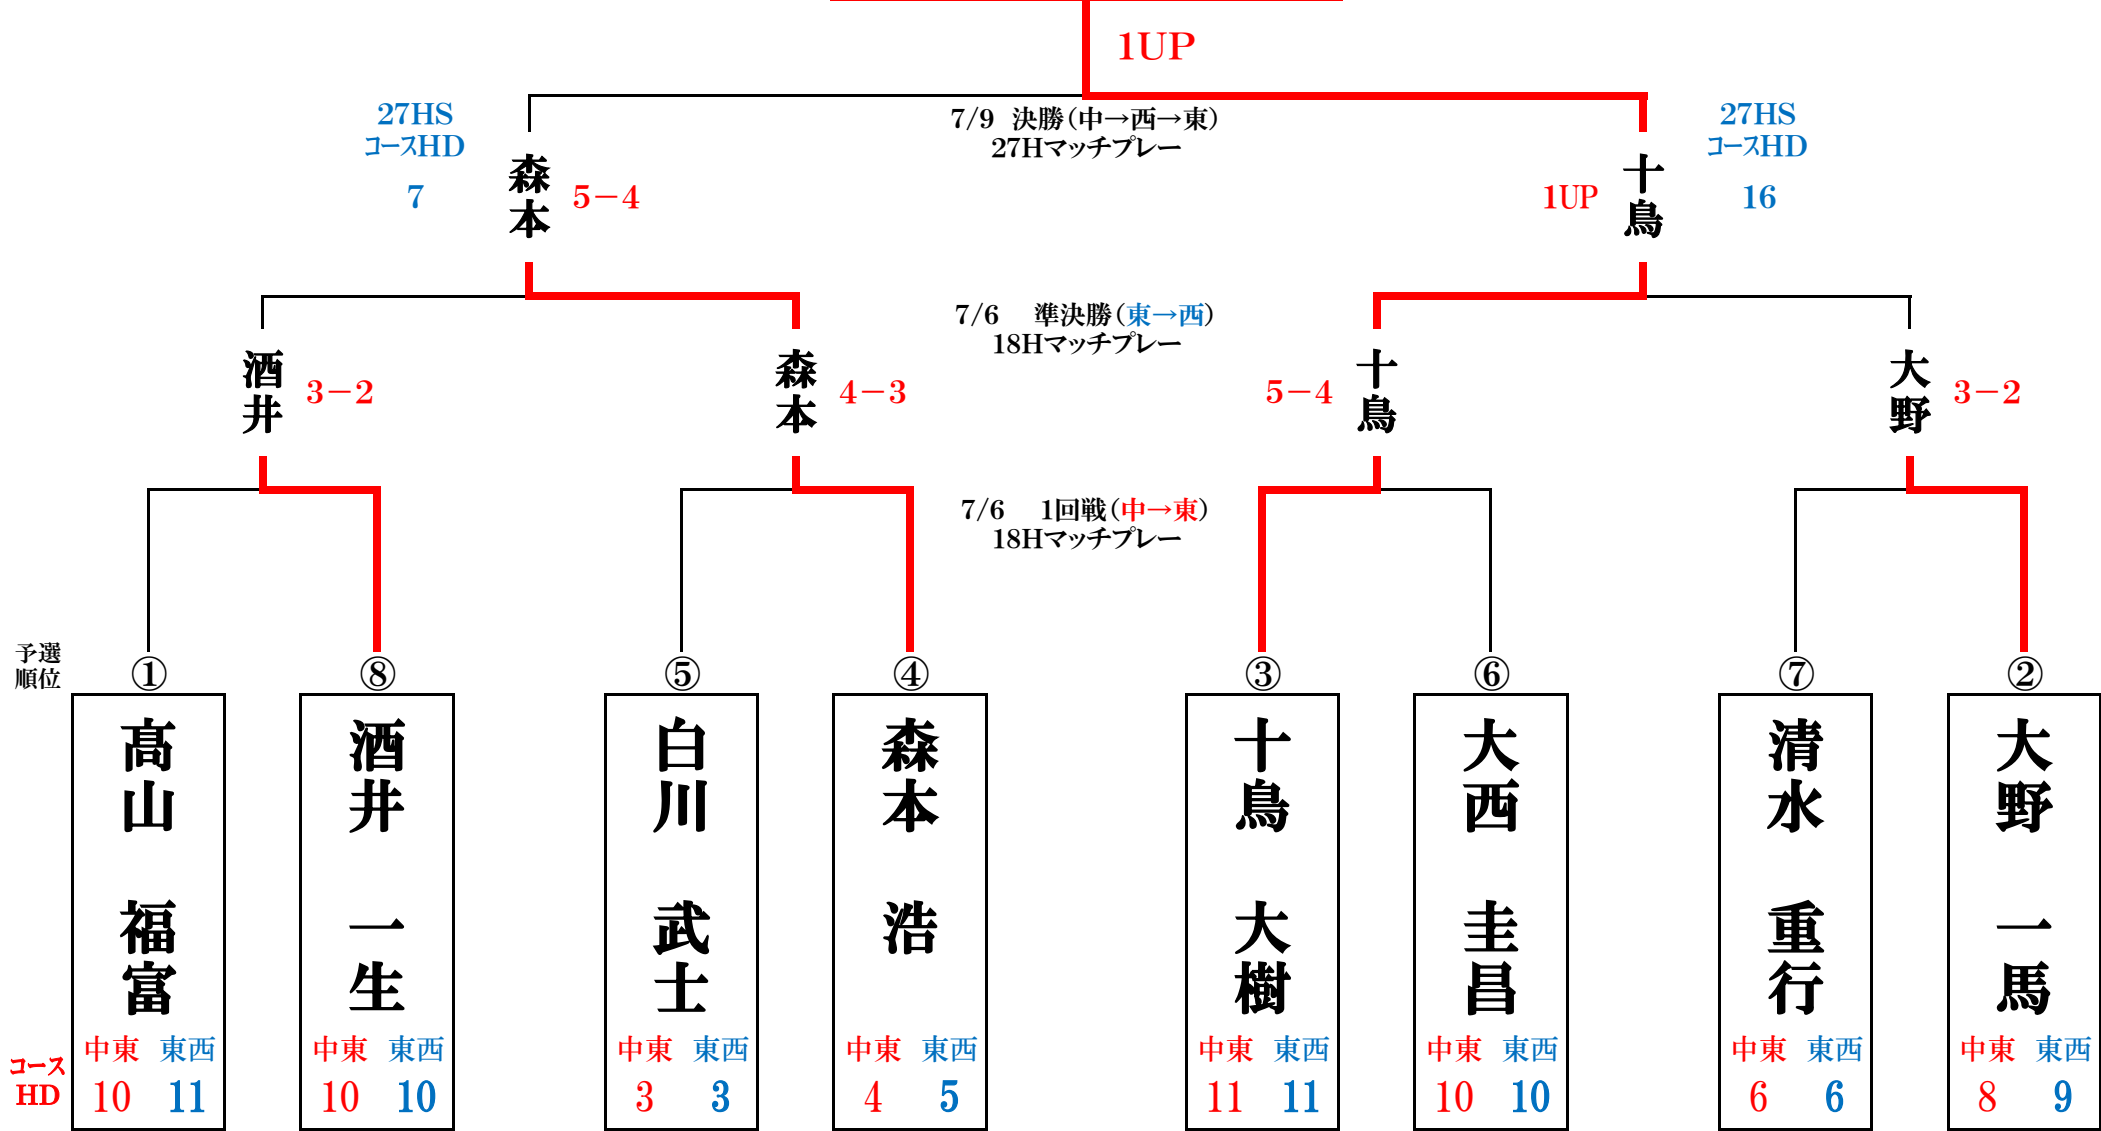 1UP
27HS
コースHD
7
森本
5－4
7/9 決勝（中→西→東）
27Hマッチプレー
1UP
十鳥
27HS
コースHD
16
酒井
3－2
森本
4－3
7/6 準決勝（東→西）
18Hマッチプレー
5－4
十鳥
大野
3－2
7/6 1回戦（中→東）
18Hマッチプレー
予選
順位
①
⑧
⑤
④
③
⑥
⑦
②
髙山 福富
酒井 一生
白川 武士
森本 浩
十鳥 大樹
大西 圭昌
清水 重行
大野 一馬
コース
HD
中東 東西
10 11
中東 東西
10 10
中東 東西
3 3
中東 東西
4 5
中東 東西
11 11
中東 東西
10 10
中東 東西
6 6
中東 東西
8 9